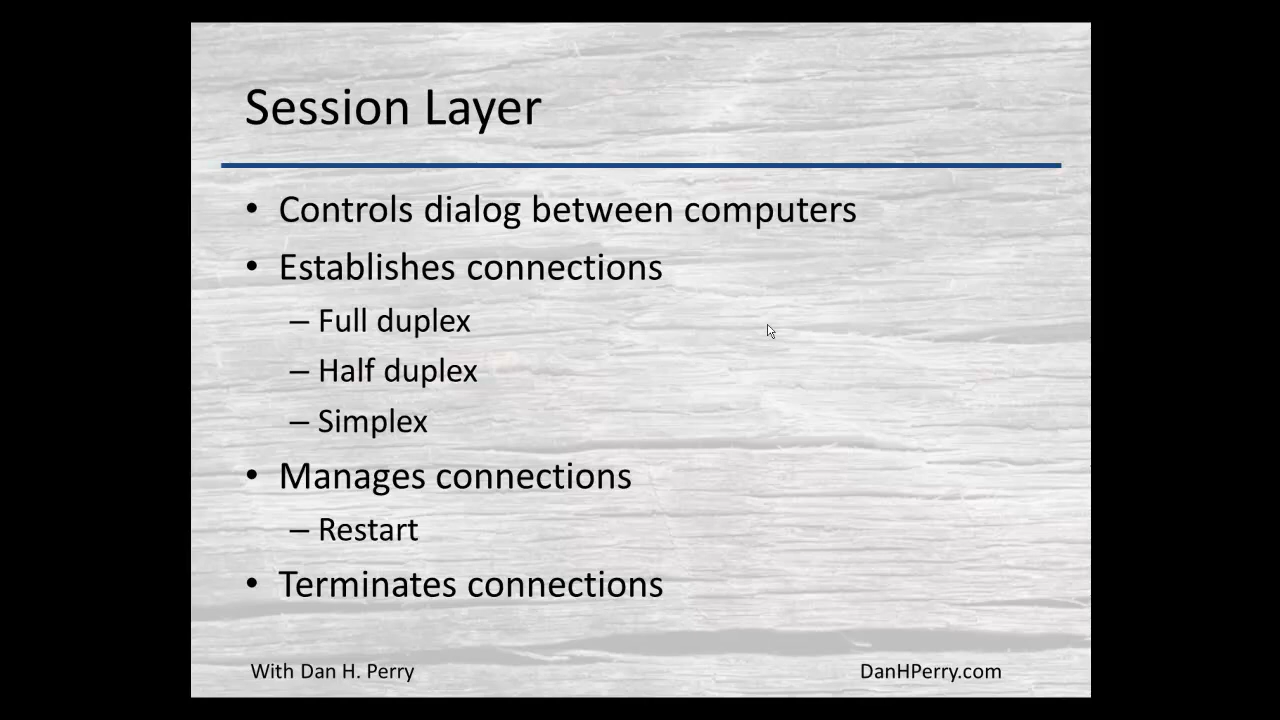 Session Layer
• Controls dialog between computers
• Establishes connections
– Full duplex
– Half duplex
– Simplex
• Manages connections
– Restart
• Terminates connections
With Dan H. Perry
DanHPerry.com